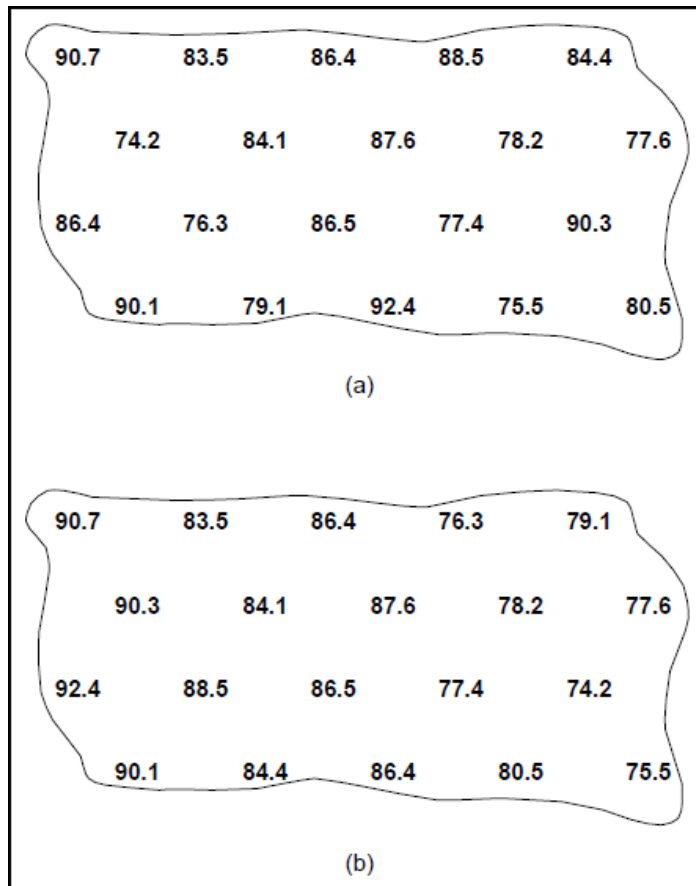 90.7 83.5 86.4 88.5 84.4
74.2 84.1 87.6 78.2 77.6
86.4 76.3 86.5 77.4 90.3
90.1 79.1 92.4 75.5 80.5
(a)
90.7 83.5 86.4 76.3 79.1
90.3 84.1 87.6 78.2 77.6
92.4 88.5 86.5 77.4 74.2
90.1 84.4 86.4 80.5 75.5
(b)